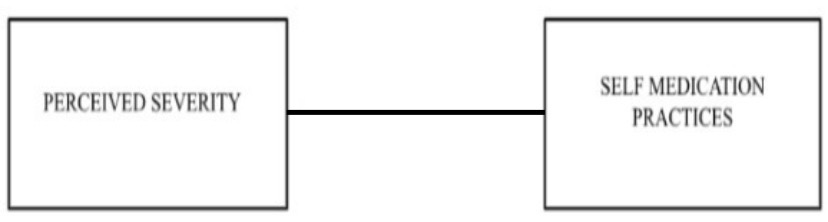 PERCEIVED SEVERITY
SELF MEDICATION
PRACTICES